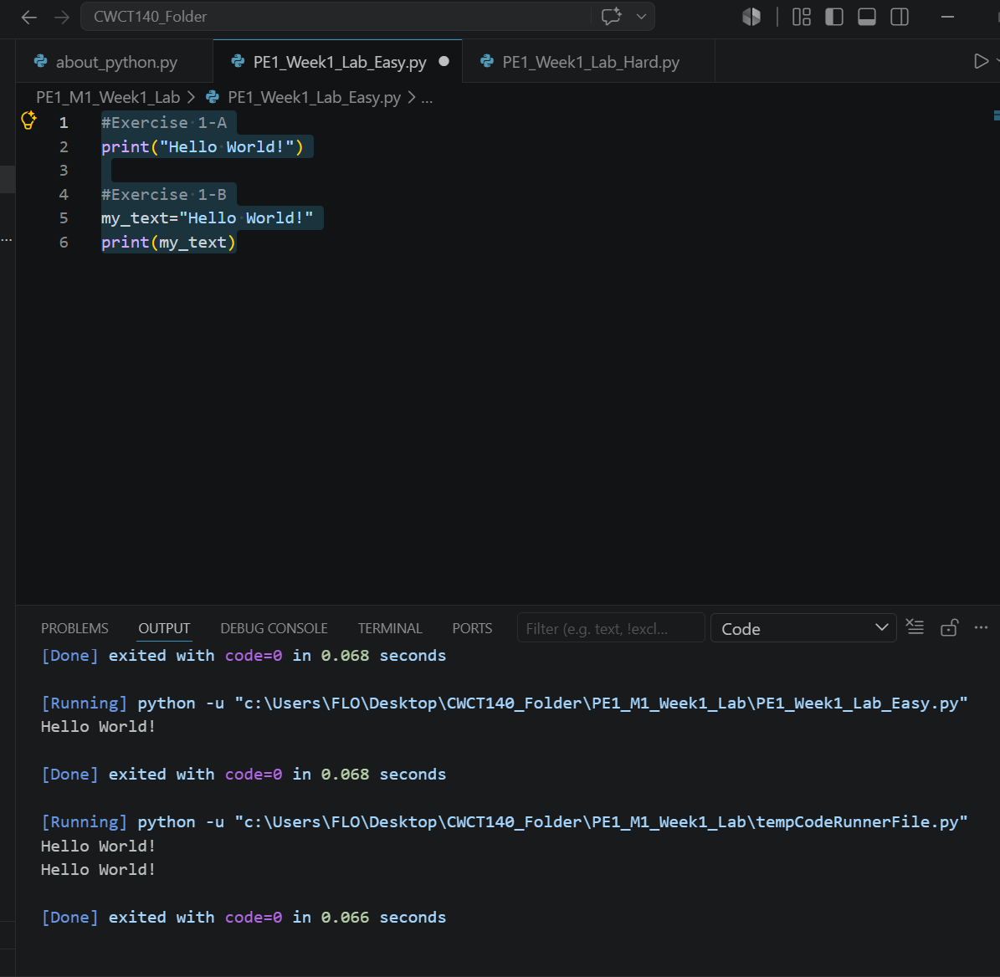 CWCT140_Folder
about_python.py
PE1_Week1_Lab_Easy.py
PE1_Week1_Lab_Hard.py
PE1_M1_Week1_Lab > PE1_Week1_Lab_Easy.py > ...
1 #Exercise 1-A
2 print("Hello World!")
3
4 #Exercise 1-B
5 my_text="Hello World!"
6 print(my_text)
PROBLEMS OUTPUT DEBUG CONSOLE TERMINAL PORTS Filter (e.g. text, !excl... Code
[Done] exited with code=0 in 0.068 seconds
[Running] python -u "c:\Users\FLO\Desktop\CWCT140_Folder\PE1_M1_Week1_Lab\PE1_Week1_Lab_Easy.py"
Hello World!
[Done] exited with code=0 in 0.068 seconds
[Running] python -u "c:\Users\FLO\Desktop\CWCT140_Folder\PE1_M1_Week1_Lab\tempCodeRunnerFile.py"
Hello World!
Hello World!
[Done] exited with code=0 in 0.066 seconds